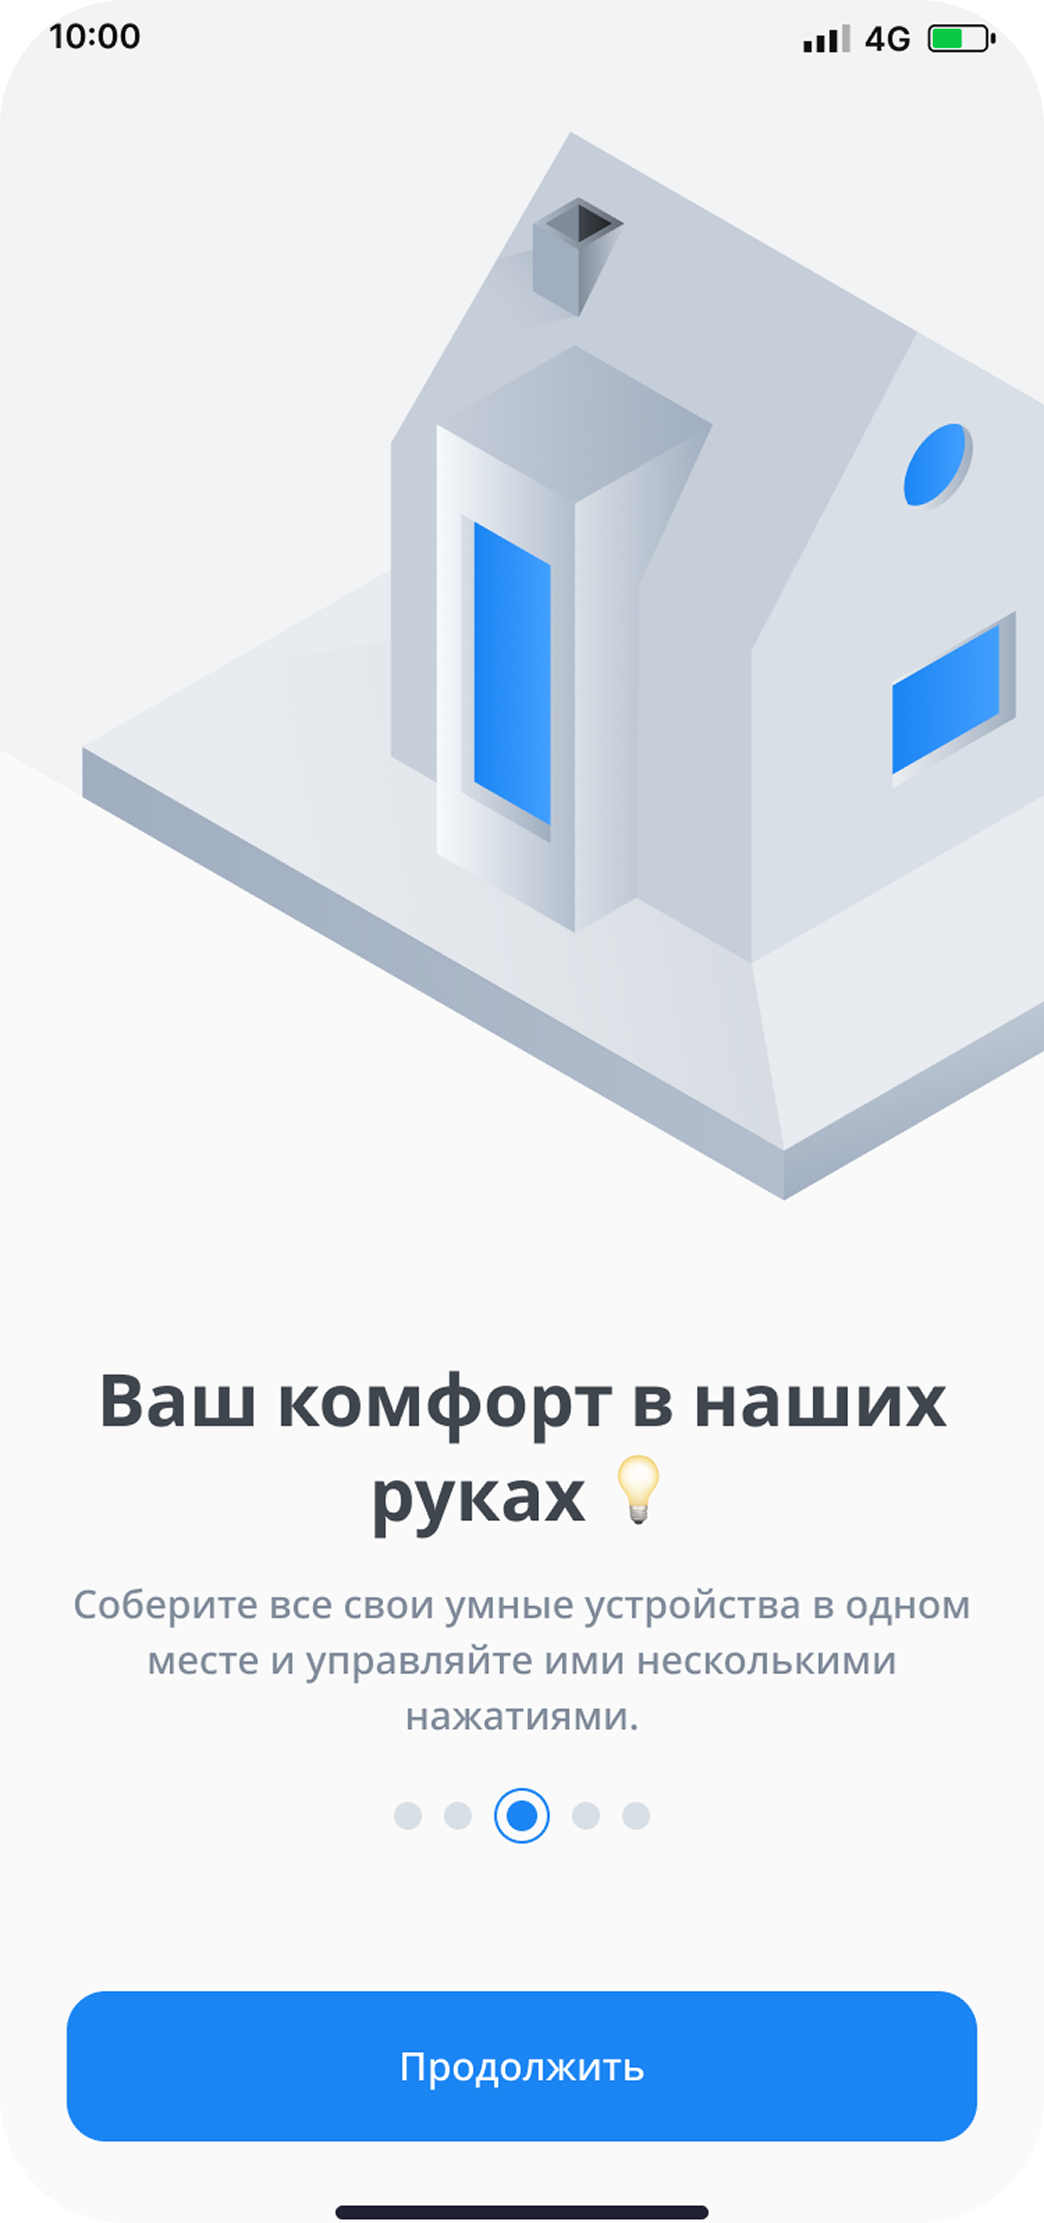 10:00
4G
Ваш комфорт в наших
руках 💡
Соберите все свои умные устройства в одном
месте и управляйте ими несколькими
нажатиями.
Продолжить